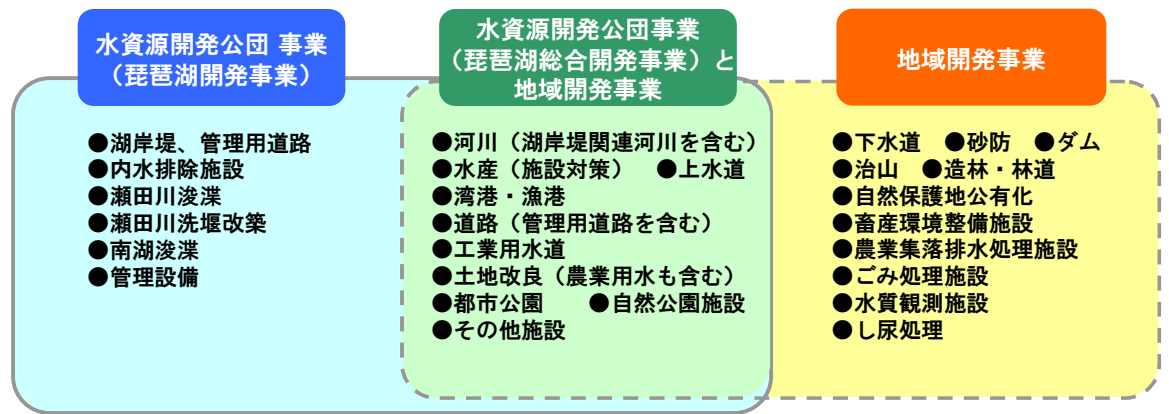 水資源開発公団 事業
（琵琶湖開発事業）
●湖岸堤、管理用道路
●内水排除施設
●瀬田川浚渫
●瀬田川洗堰改築
●南湖浚渫
●管理設備
水資源開発公団事業
（琵琶湖総合開発事業）と
地域開発事業
●河川（湖岸堤関連河川を含む）
●水産（施設対策）　●上水道
●湾港・漁港
●道路（管理用道路を含む）
●工業用水道
●土地改良（農業用水も含む）
●都市公園　　●自然公園施設
●その他施設
地域開発事業
●下水道　●砂防　●ダム
●治山　●造林・林道
●自然保護地公有化
●畜産環境整備施設
●農業集落排水処理施設
●ごみ処理施設
●水質観測施設
●し尿処理